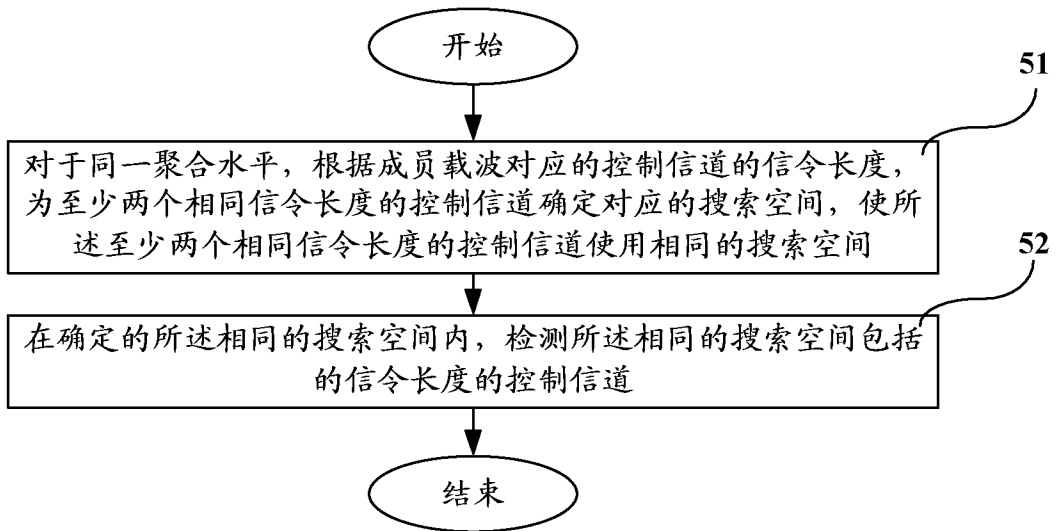 开始
51
对于同一聚合水平，根据成员载波对应的控制信道的信令长度，
为至少两个相同信令长度的控制信道确定对应的搜索空间，使所
述至少两个相同信令长度的控制信道使用相同的搜索空间
52
在确定的所述相同的搜索空间内，检测所述相同的搜索空间包括
的信令长度的控制信道
结束